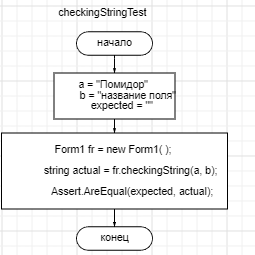 checkingStringTest
начало
a = "Помидор"
b = "название поля"
expected = ""
Form1 fr = new Form1( );
string actual = fr.checkingString(a, b);
Assert.AreEqual(expected, actual);
конец